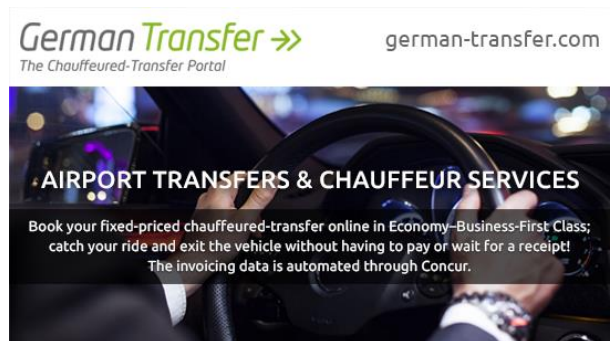 German Transfer
german-transfer.com
The Chauffeured-Transfer Portal
AIRPORT TRANSFERS & CHAUFFEUR SERVICES
Book your fixed-priced chauffeured-transfer online in Economy–Business-First Class;
catch your ride and exit the vehicle without having to pay or wait for a receipt!
The invoicing data is automated through Concur.